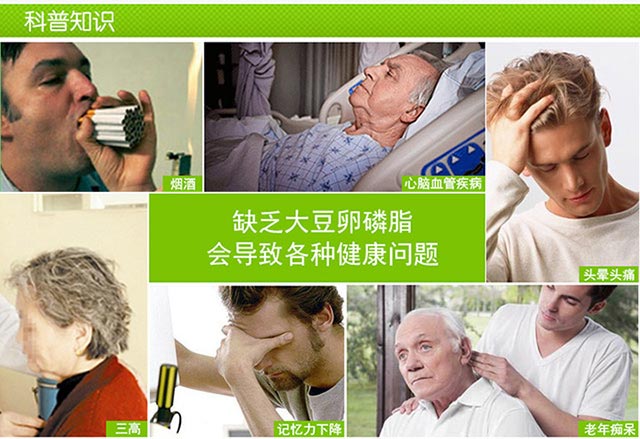 科普知识
烟酒
心脑血管疾病
头晕头痛
缺乏大豆卵磷脂
会导致各种健康问题
三高
记忆力下降
老年痴呆